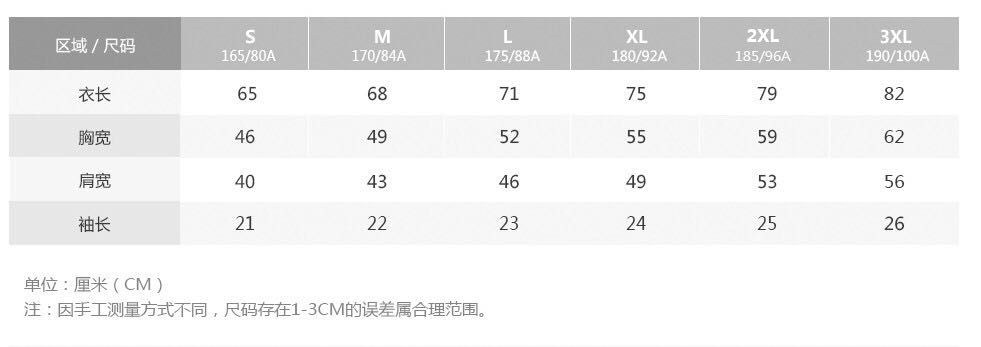 区域 / 尺码 S M L XL 2XL 3XL
165/80A 170/84A 175/88A 180/92A 185/96A 190/100A
衣长 65 68 71 75 79 82
胸宽 46 49 52 55 59 62
肩宽 40 43 46 49 53 56
袖长 21 22 23 24 25 26
单位：厘米（CM）
注：因手工测量方式不同，尺码存在1-3CM的误差属合理范围。